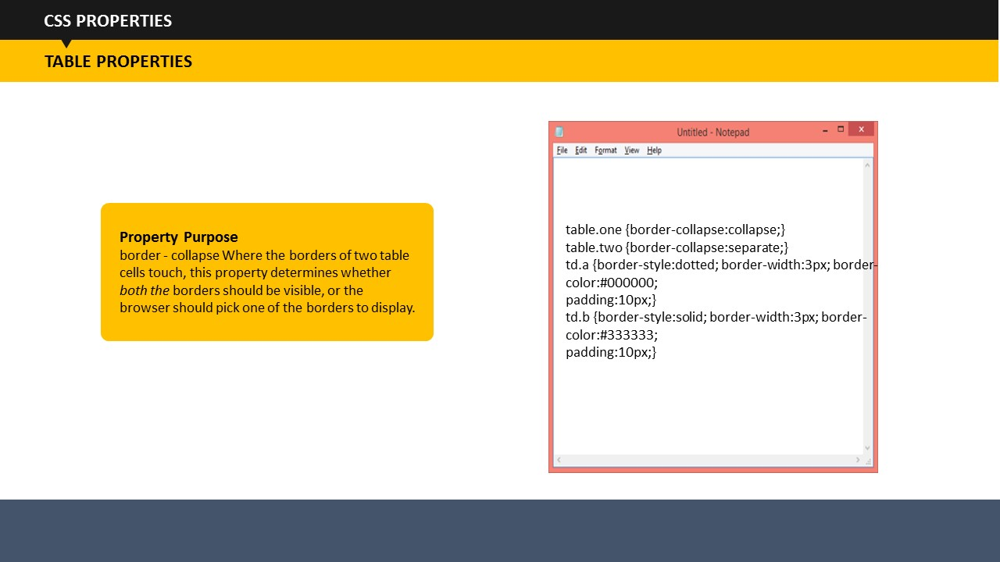 CSS PROPERTIES
TABLE PROPERTIES
Property Purpose
border - collapse Where the borders of two table
cells touch, this property determines whether
both the borders should be visible, or the
browser should pick one of the borders to display.
Untitled - Notepad
File Edit Format View Help
table.one {border-collapse:collapse;}
table.two {border-collapse:separate;}
td.a {border-style:dotted; border-width:3px; border-
color:#000000;
padding:10px;}
td.b {border-style:solid; border-width:3px; border-
color:#333333;
padding:10px;}